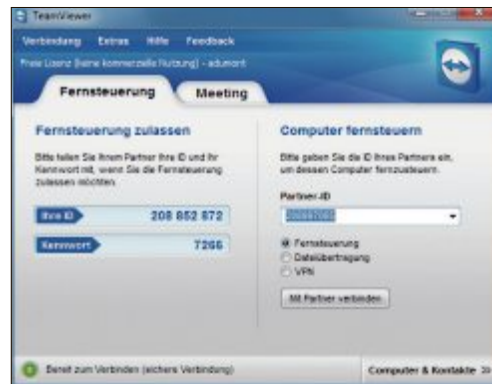 TeamViewer
Verbindung Extras Hilfe Feedback
Freie Lizenz (keine kommerzielle Nutzung) - adumont
Fernsteuerung Meeting
Fernsteuerung zulassen
Bitte teilen Sie Ihrem Partner Ihre ID und Ihr
Kennwort mit, wenn Sie die Fernsteuerung
zulassen möchten.
Ihre ID 208 852 872
Kennwort 7266
Computer fernsteuern
Bitte geben Sie die ID Ihres Partners ein,
um dessen Computer fernzusteuern.
Partner-ID
Fernsteuerung
Dateiübertragung
VPN
Mit Partner verbinden
Bereit zum Verbinden (sichere Verbindung)
Computer & Kontakte »